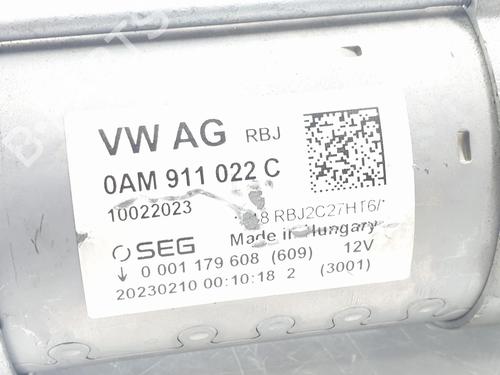 VW AG RBJ
0AM 911 022 C
10022023
RBJ2C27HT6/
SEG Made in Hungary
0 001 179 608 (609) 12V
20230210 00:10:18 2 (3001)